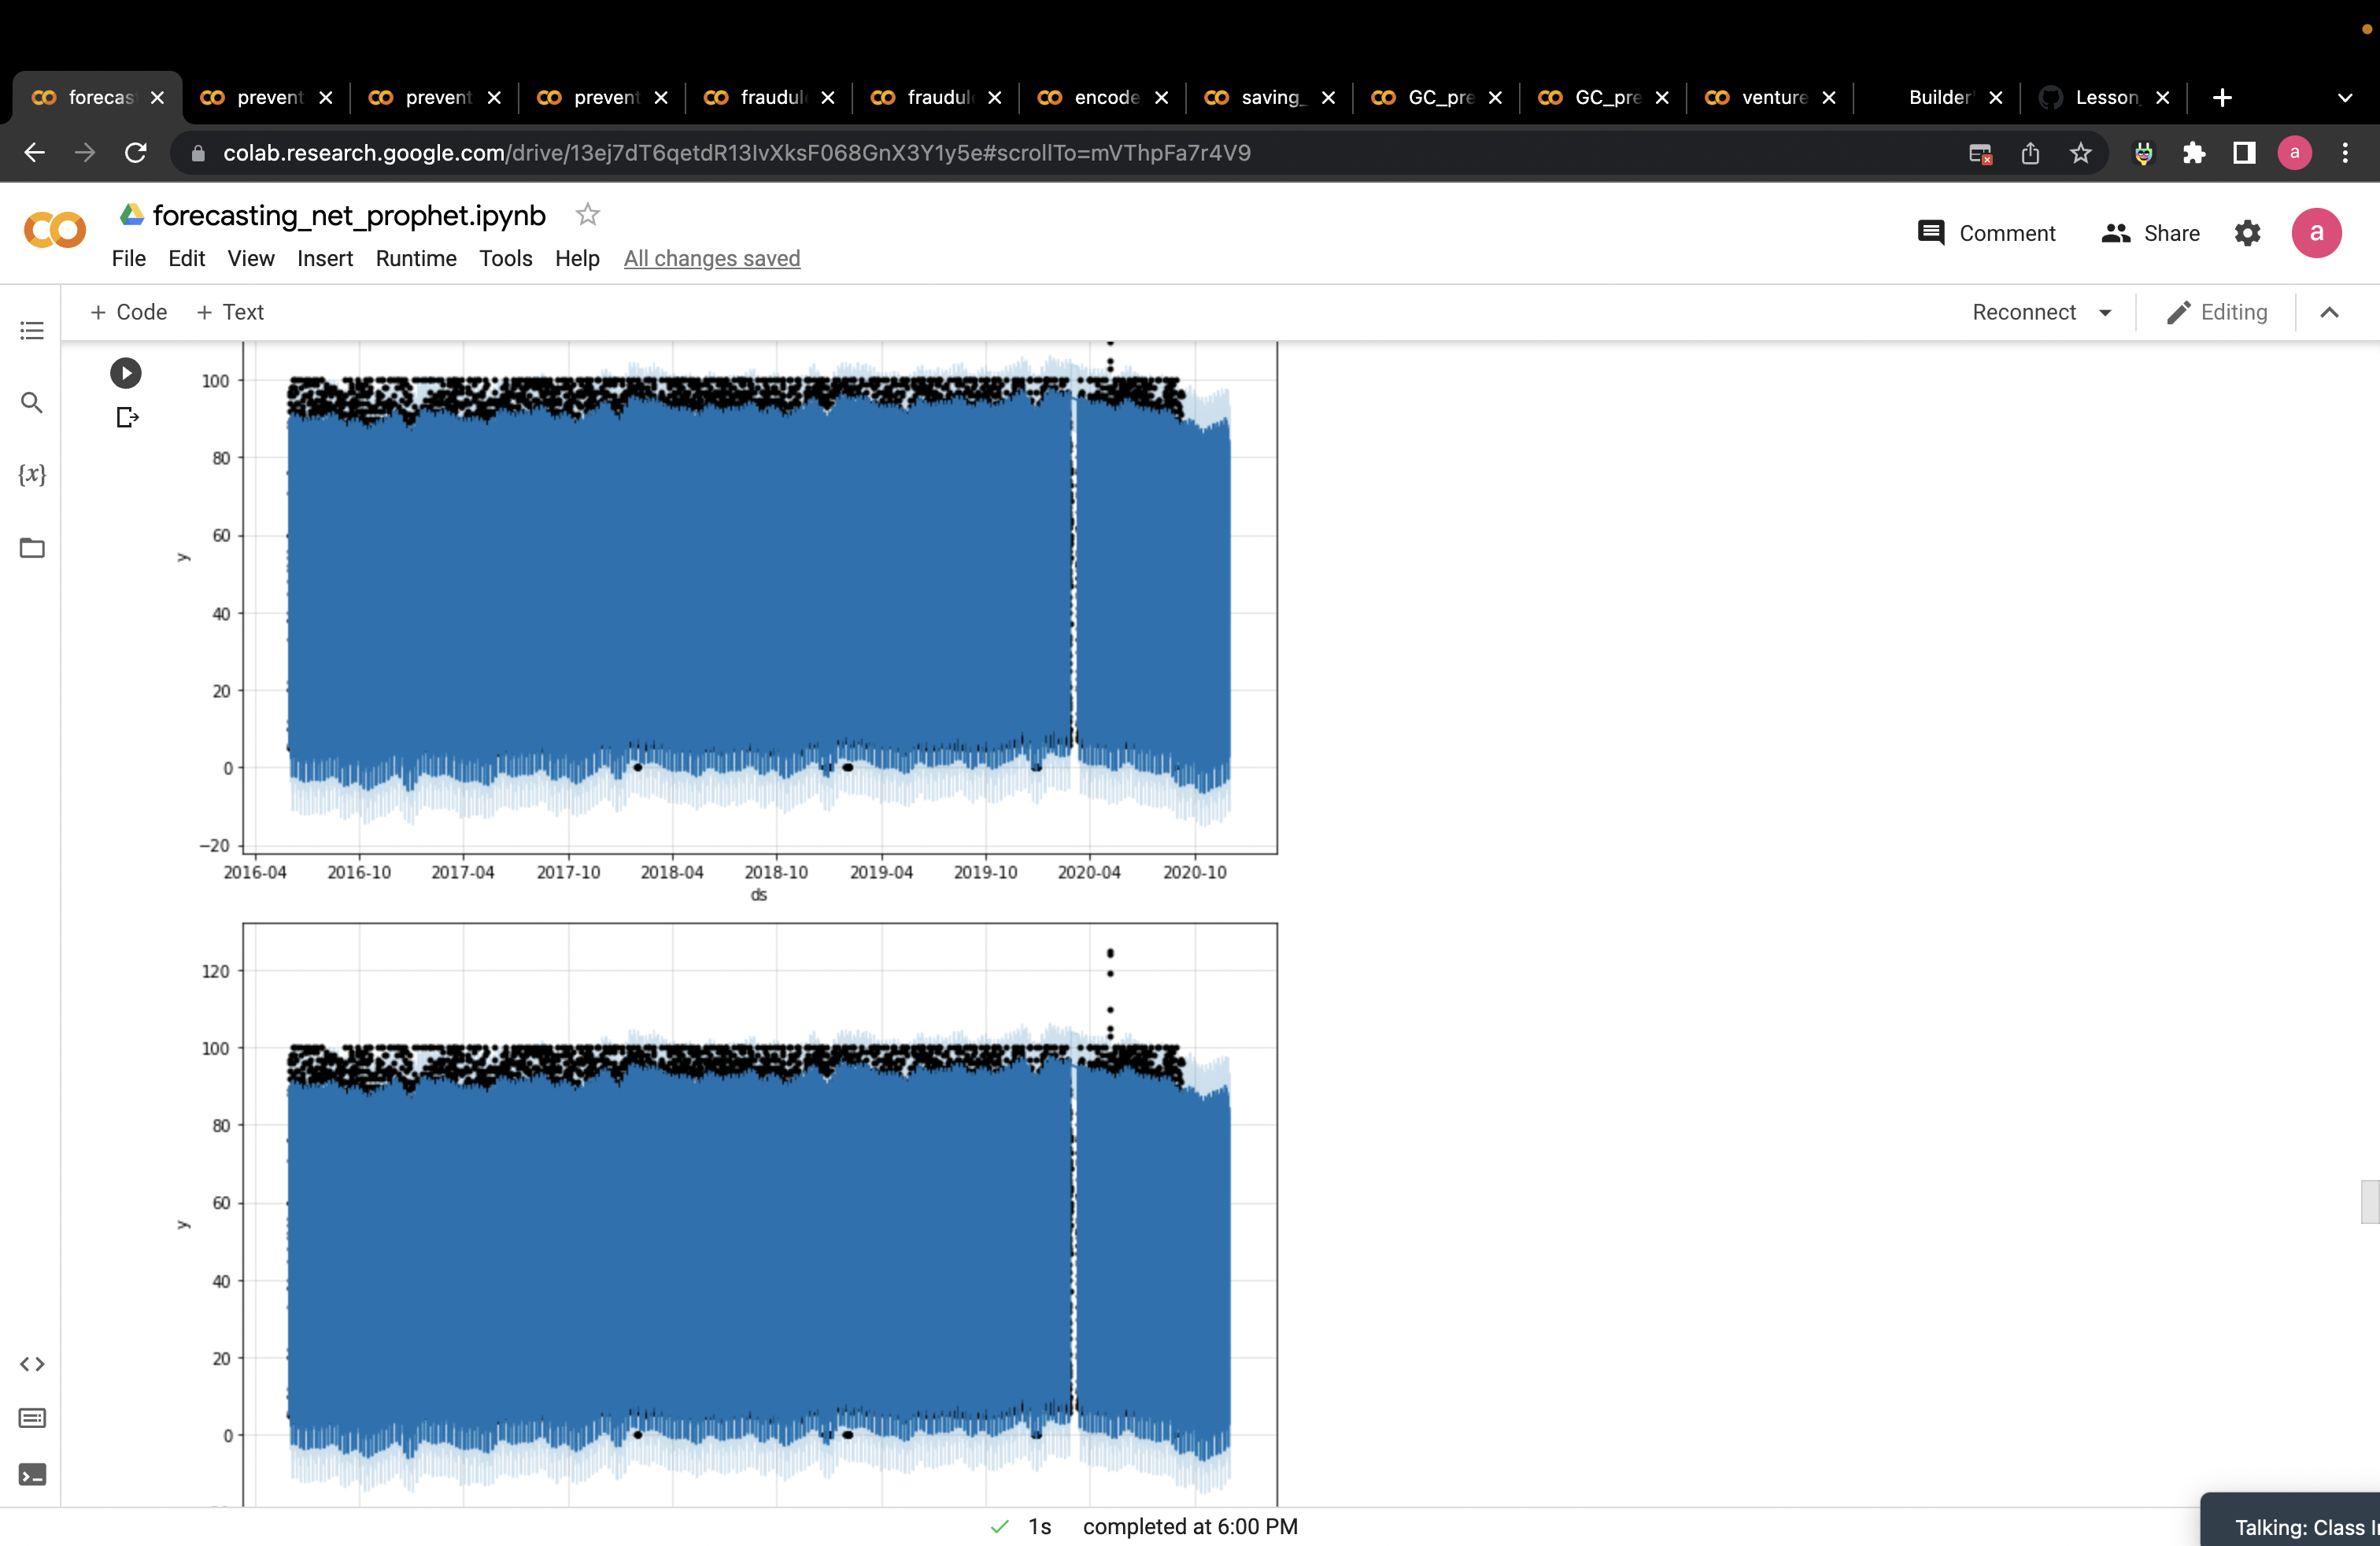 forecas
prevent
prevent
prevent
fraudul
fraudul
encode
saving_
GC_pre
GC_pre
venture
Builder'
Lesson_
colab.research.google.com/drive/13ej7dT6qetdR13IvXksF068GnX3Y1y5e#scrollTo=mVThpFa7r4V9
a
forecasting_net_prophet.ipynb
File Edit View Insert Runtime Tools Help All changes saved
Comment Share a
+ Code + Text
Reconnect Editing
{x}
100
80
60
40
20
0
−20
y
2016-04 2016-10 2017-04 2017-10 2018-04 2018-10 2019-04 2019-10 2020-04 2020-10
ds
120
100
80
60
40
20
0
y
1s completed at 6:00 PM
Talking: Class